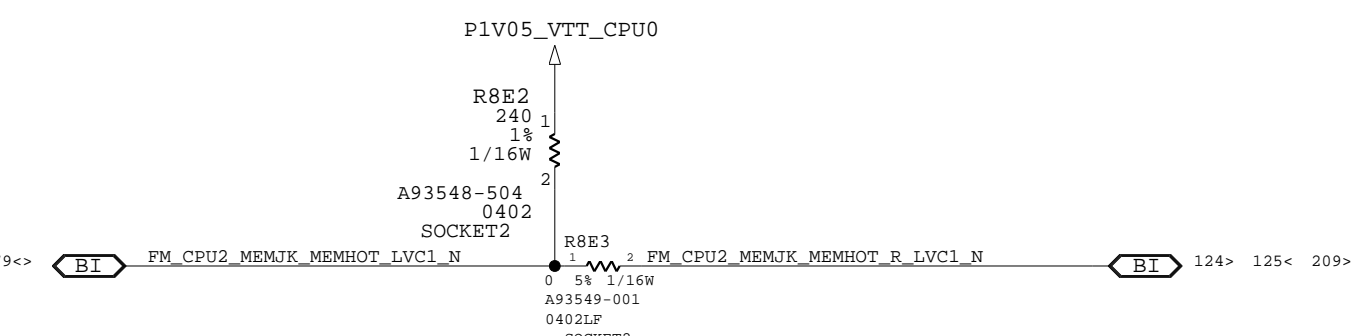 P1V05_VTT_CPU0
R8E2
240
1
1%
1/16W
2
A93548-504
0402
SOCKET2
R8E3
9<>
BI
FM_CPU2_MEMJK_MEMHOT_LVC1_N
1
2
FM_CPU2_MEMJK_MEMHOT_R_LVC1_N
BI
124> 125< 209>
0 5% 1/16W
A93549-001
0402LF